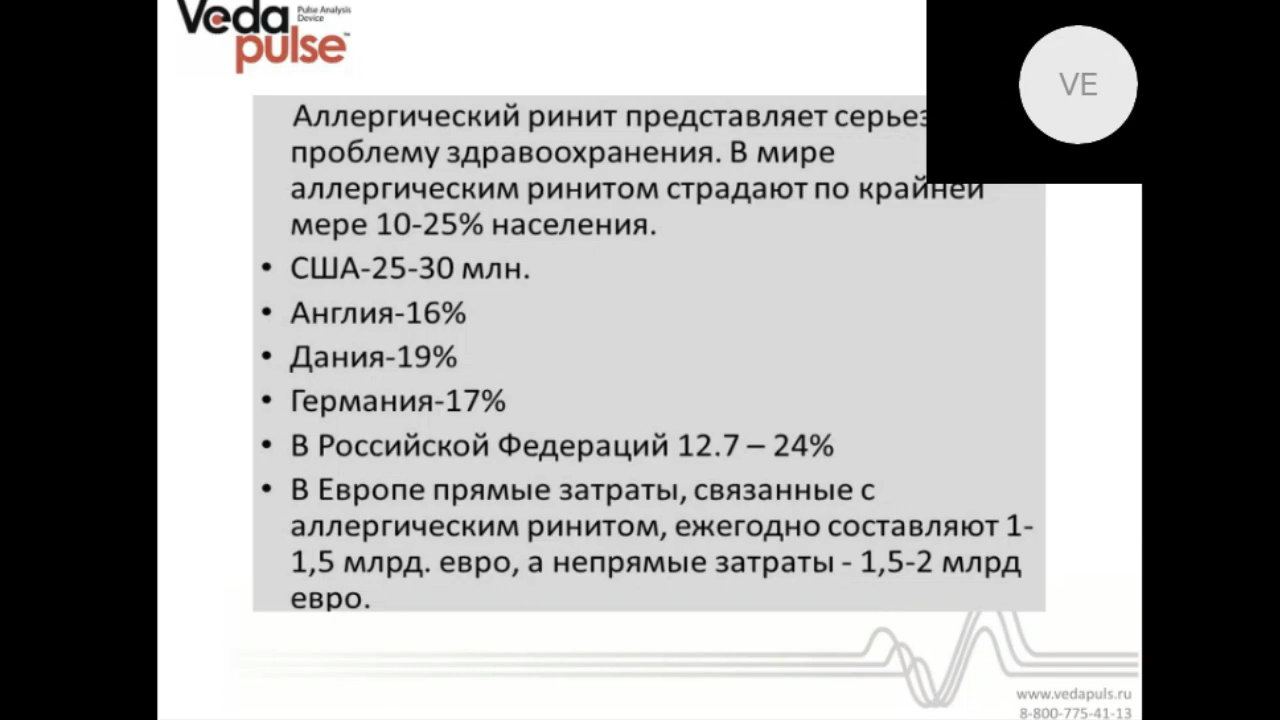 Veda
Pulse Analysis
Device
pulse™
VE
Аллергический ринит представляет
проблему здравоохранения. В мире
аллергическим ринитом страдают по крайней
мере 10-25% населения.
• США-25-30 млн.
• Англия-16%
• Дания-19%
• Германия-17%
• В Российской Федераций 12.7 – 24%
• В Европе прямые затраты, связанные с
аллергическим ринитом, ежегодно составляют 1-
1,5 млрд. евро, а непрямые затраты - 1,5-2 млрд
евро.
www.vedapuls.ru
8-800-775-41-13